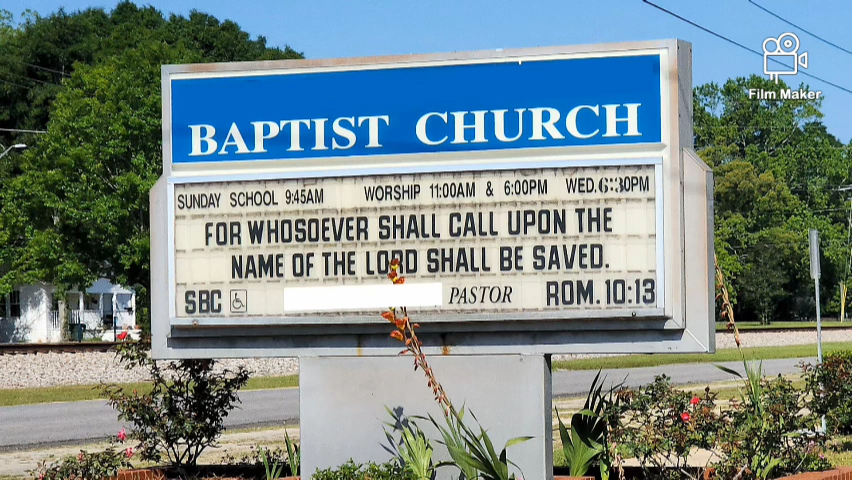 Film Maker
BAPTIST CHURCH
SUNDAY SCHOOL 9:45AM WORSHIP 11:00AM & 6:00PM WED. 6:30PM
FOR WHOSOEVER SHALL CALL UPON THE
NAME OF THE LORD SHALL BE SAVED.
SBC PASTOR ROM. 10:13